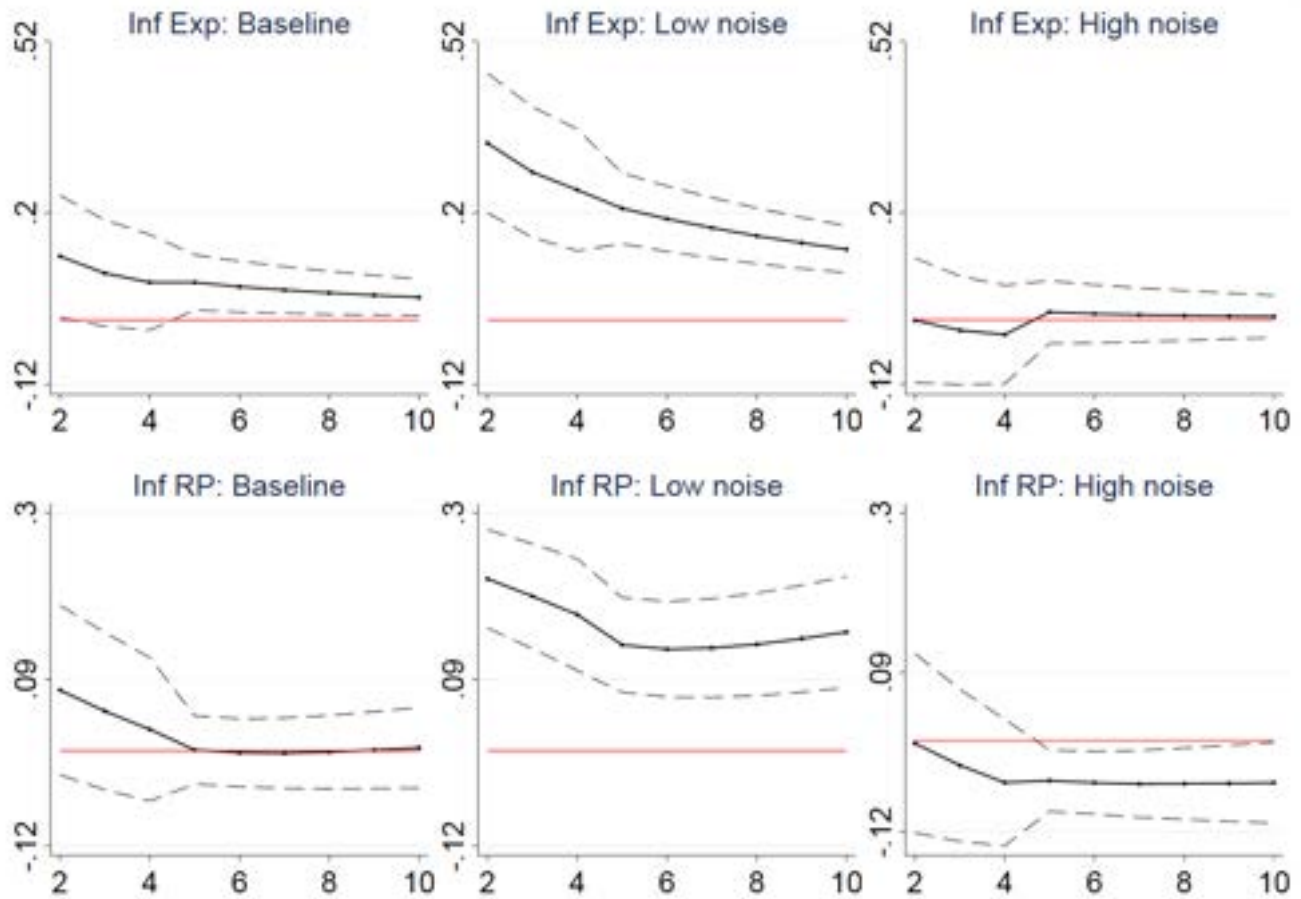 Inf Exp: Baseline
.52
.2
-.12
2 4 6 8 10
Inf Exp: Low noise
.52
.2
-.12
2 4 6 8 10
Inf Exp: High noise
.52
.2
-.12
2 4 6 8 10
Inf RP: Baseline
.3
.09
-.12
2 4 6 8 10
Inf RP: Low noise
.3
.09
-.12
2 4 6 8 10
Inf RP: High noise
.3
.09
-.12
2 4 6 8 10